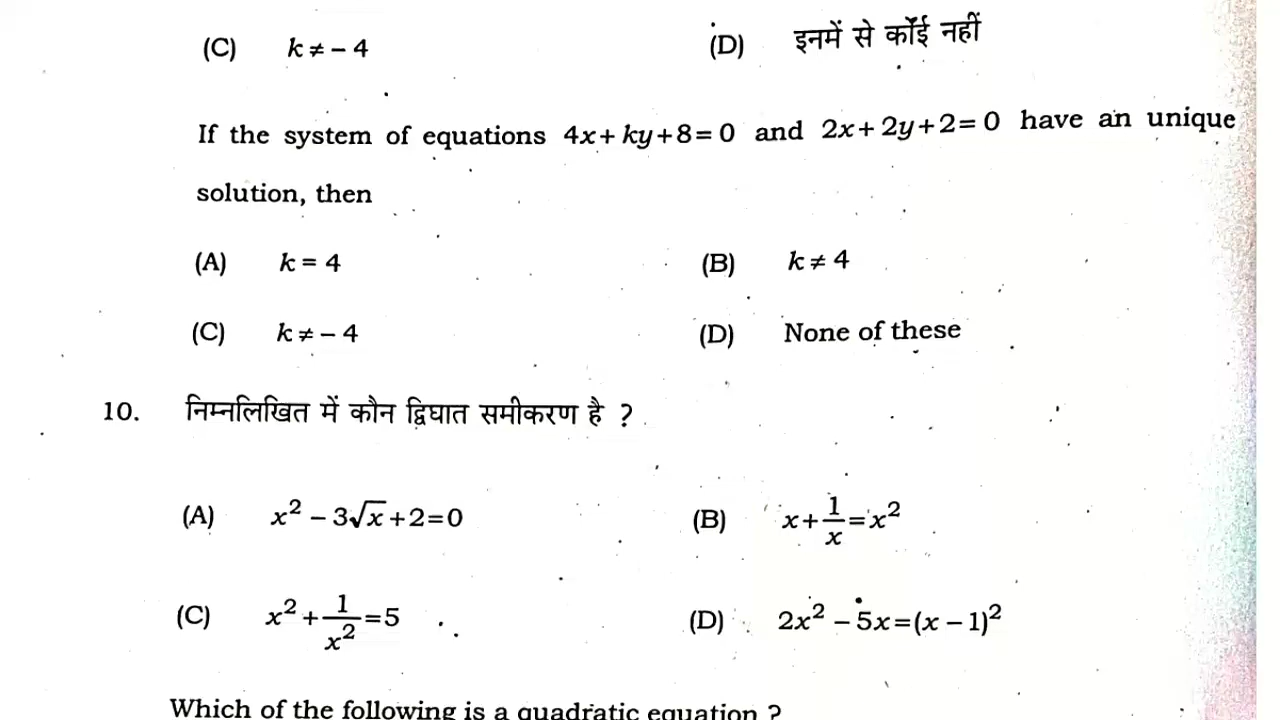 (C) k ≠ – 4 (D) इनमें से कोई नहीं
If the system of equations 4x + ky + 8 = 0 and 2x + 2y + 2 = 0 have an unique
solution, then
(A) k = 4 (B) k ≠ 4
(C) k ≠ – 4 (D) None of these
10. निम्नलिखित में कौन द्विघात समीकरण है ?
(A) x² – 3√x + 2 = 0 (B) x + 1/x = x²
(C) x² + 1/x² = 5 (D) 2x² – 5x = (x – 1)²
Which of the following is a quadratic equation ?